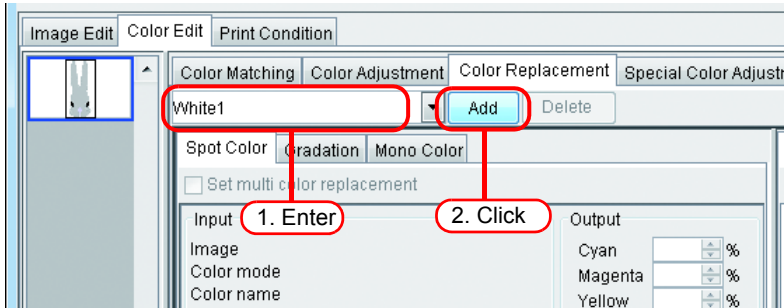 Image Edit Color Edit Print Condition
Color Matching Color Adjustment Color Replacement Special Color Adjust
White1 Add Delete
Spot Color Gradation Mono Color
Set multi color replacement
1. Enter 2. Click
Input Output
Image Cyan %
Color mode Magenta %
Color name Yellow %